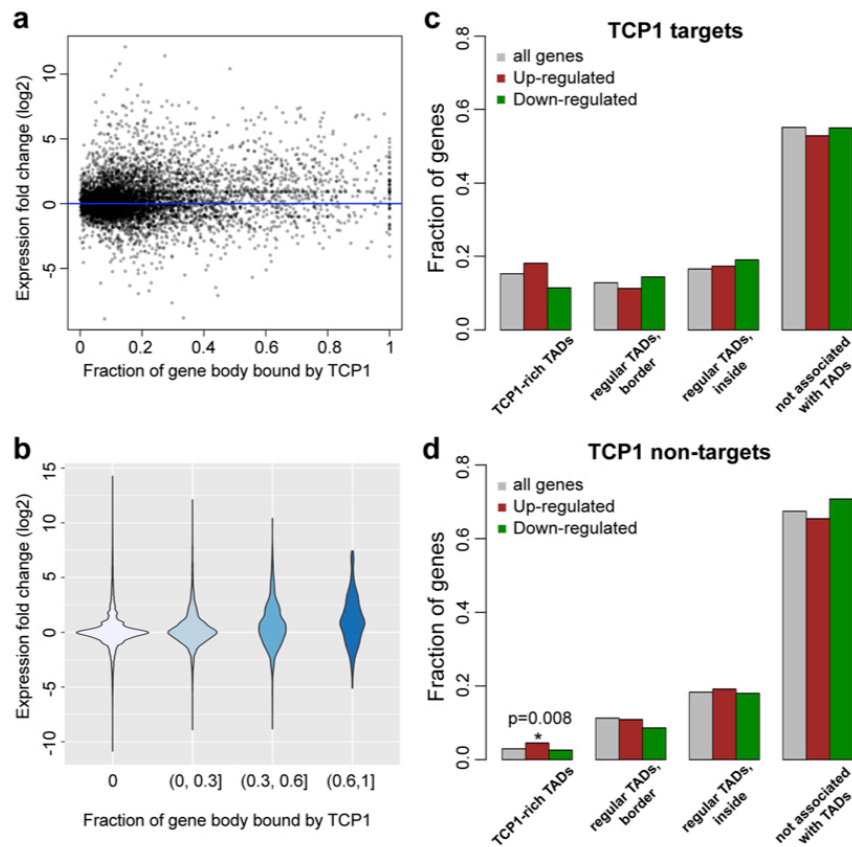 a
Expression fold change (log2)
10
5
0
-5
0
0.2
0.4
0.6
0.8
1
Fraction of gene body bound by TCP1
b
Expression fold change (log2)
15
10
5
0
-5
-10
0
(0, 0.3]
(0.3, 0.6]
(0.6,1]
Fraction of gene body bound by TCP1
c
TCP1 targets
all genes
Up-regulated
Down-regulated
Fraction of genes
0.8
0.6
0.4
0.2
0.0
TCP1-rich TADs
regular TADs,
border
regular TADs,
inside
not associated
with TADs
d
TCP1 non-targets
all genes
Up-regulated
Down-regulated
Fraction of genes
0.8
0.6
0.4
0.2
0.0
p=0.008
*
TCP1-rich TADs
regular TADs,
border
regular TADs,
inside
not associated
with TADs